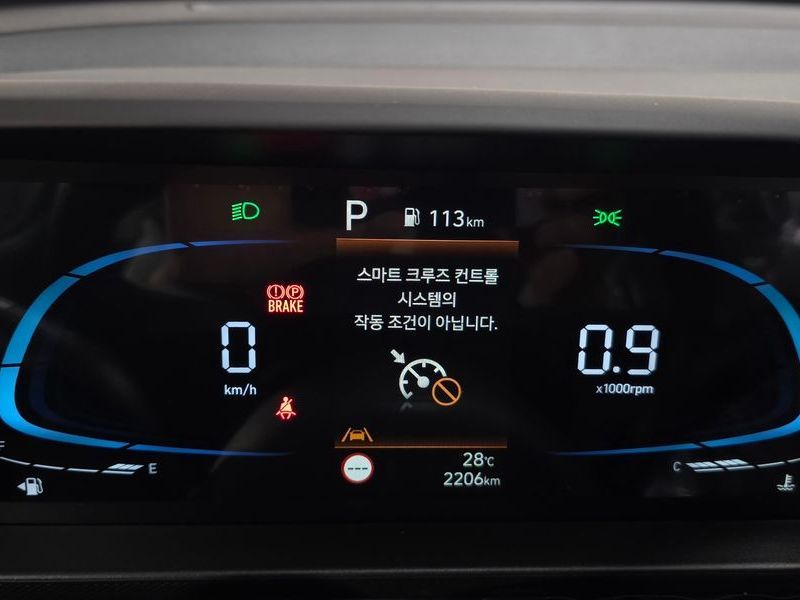 P 113km
스마트 크루즈 컨트롤
시스템의
작동 조건이 아닙니다.
(!) (P)
BRAKE
0
km/h
0.9
x1000rpm
F
E
---
28℃
2206km
C